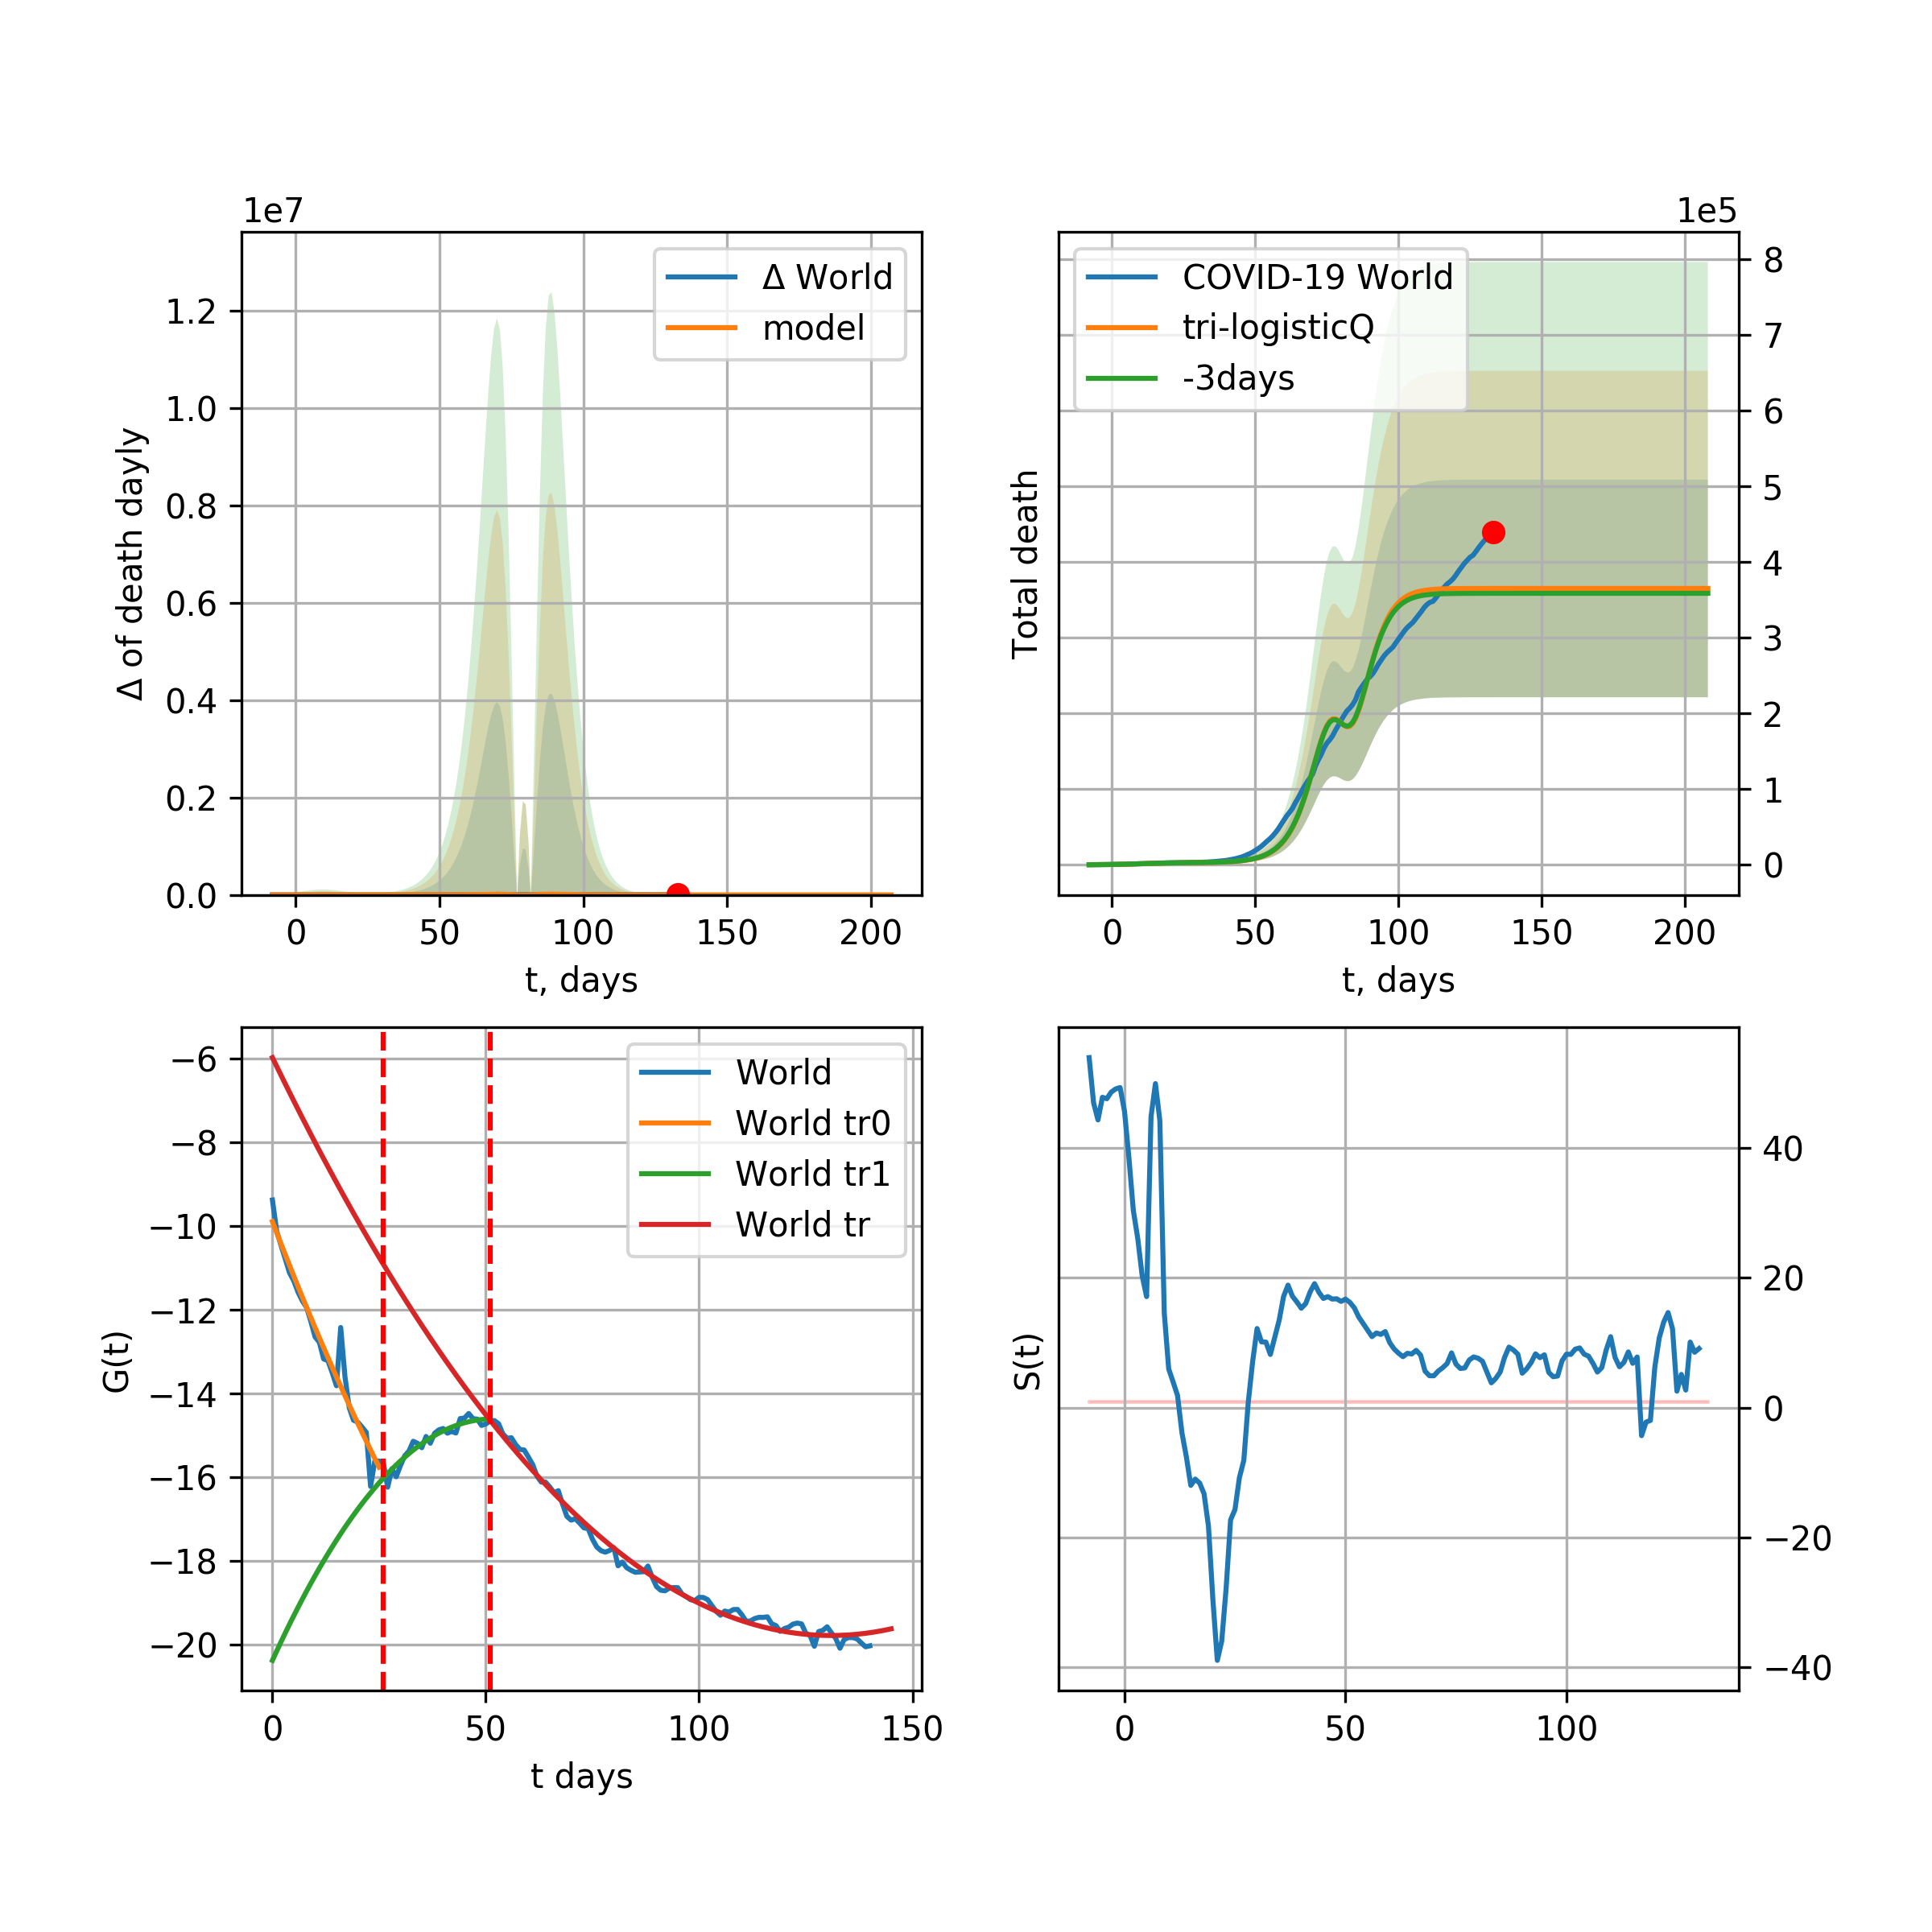 1e7
Δ World
model
1.2
1.0
0.8
0.6
0.4
0.2
0.0
Δ of death dayly
0 50 100 150 200
t, days
1e5
COVID-19 World
tri-logisticQ
-3days
8
7
6
5
4
3
2
1
0
Total death
0 50 100 150 200
t, days
World
World tr0
World tr1
World tr
−6
−8
−10
−12
−14
−16
−18
−20
G(t)
0 50 100 150
t days
40
20
0
−20
−40
S(t)
0 50 100